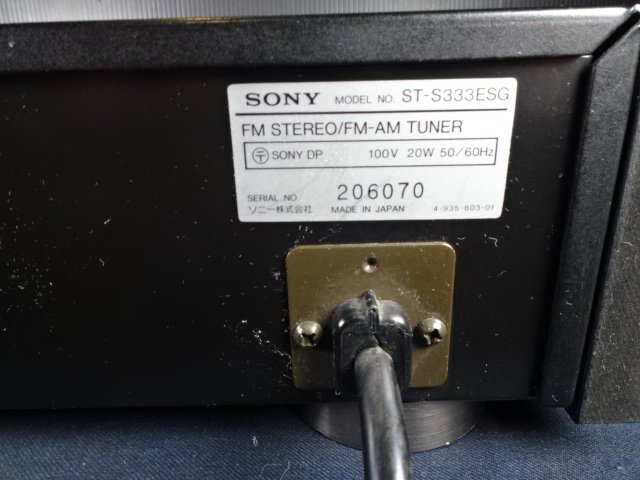 SONY MODEL NO. ST-S333ESG
FM STEREO/FM-AM TUNER
〒 SONY DP 100V 20W 50/60Hz
SERIAL NO. 206070
ソニー株式会社 MADE IN JAPAN 4-935-803-01